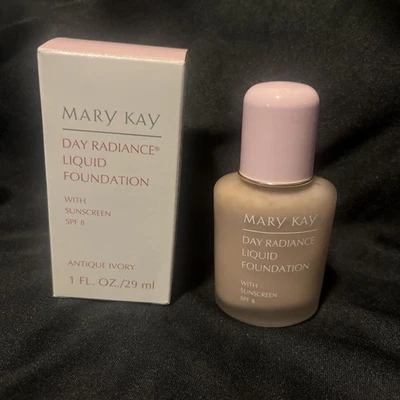 MARY KAY
DAY RADIANCE®
LIQUID
FOUNDATION
WITH
SUNSCREEN
SPF 8
ANTIQUE IVORY
1 FL. OZ./29 ml
MARY KAY
DAY RADIANCE
LIQUID
FOUNDATION
WITH
SUNSCREEN
SPF 8